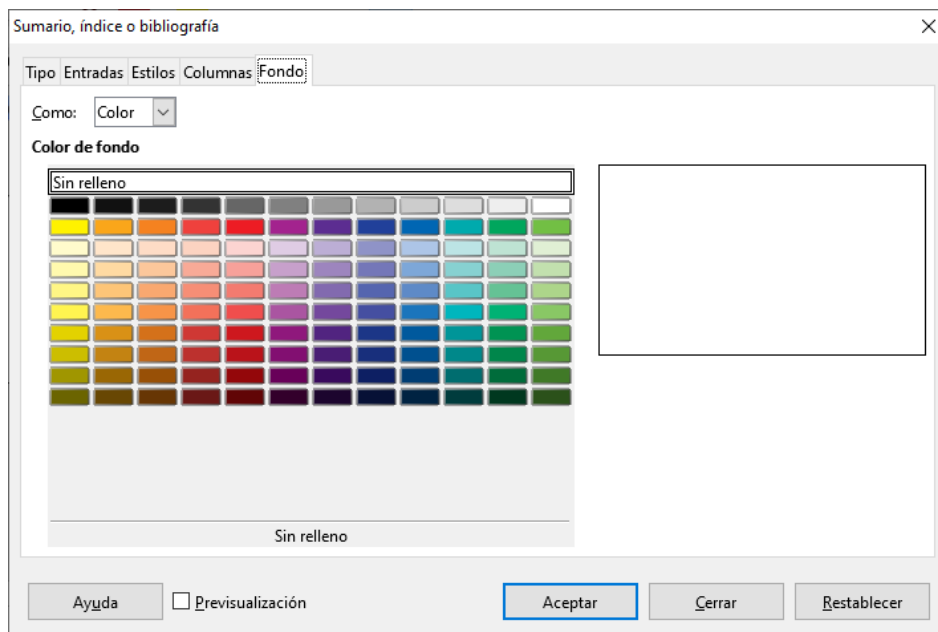 Sumario, índice o bibliografía
Tipo Entradas Estilos Columnas Fondo
Como: Color
Color de fondo
Sin relleno
Sin relleno
Ayuda Previsualización Aceptar Cerrar Restablecer